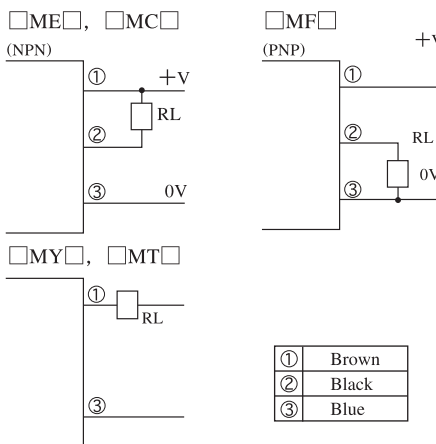 □ME□, □MC□
(NPN)
① +V
RL
②
③ 0V
□MF□
(PNP)
+V
①
②
RL
0V
③
□MY□, □MT□
①
RL
③
① Brown
② Black
③ Blue